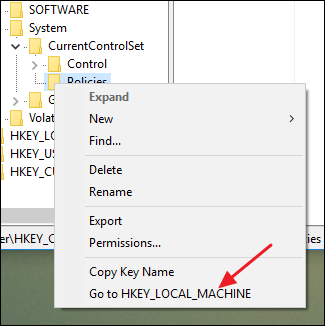 SOFTWARE
System
CurrentControlSet
Control
Policies
Expand
New
Find...
Delete
Rename
Export
Permissions...
Copy Key Name
Go to HKEY_LOCAL_MACHINE
G
Volat
HKEY_LO
HKEY_US
HKEY_CU
er\HKEY_C
cies